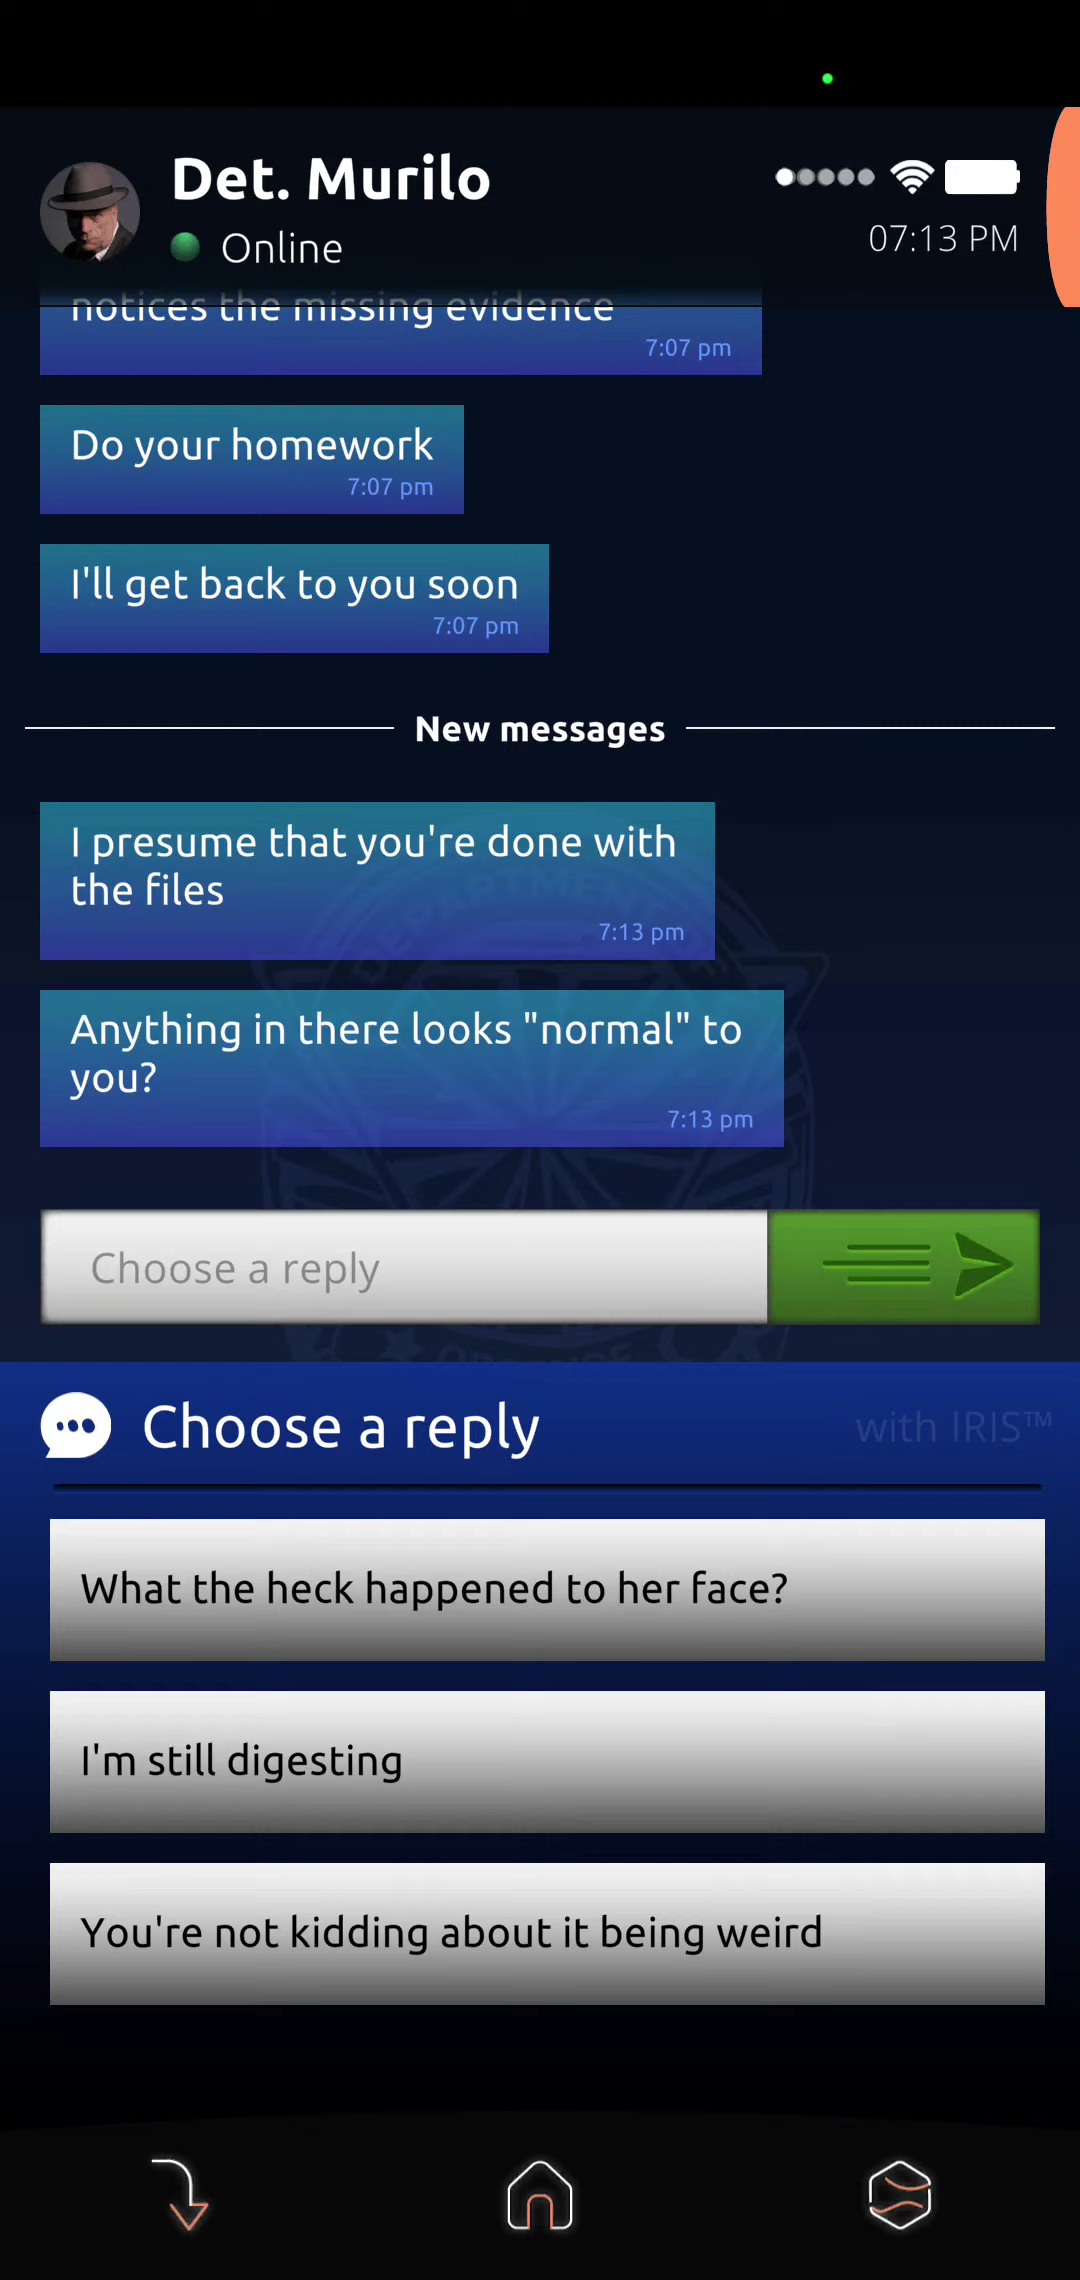 Det. Murilo
Online
07:13 PM
notices the missing evidence
7:07 pm
Do your homework
7:07 pm
I'll get back to you soon
7:07 pm
New messages
I presume that you're done with
the files
7:13 pm
Anything in there looks "normal" to
you?
7:13 pm
DEPARTMENT
Choose a reply
Choose a reply
with IRIS™
What the heck happened to her face?
I'm still digesting
You're not kidding about it being weird